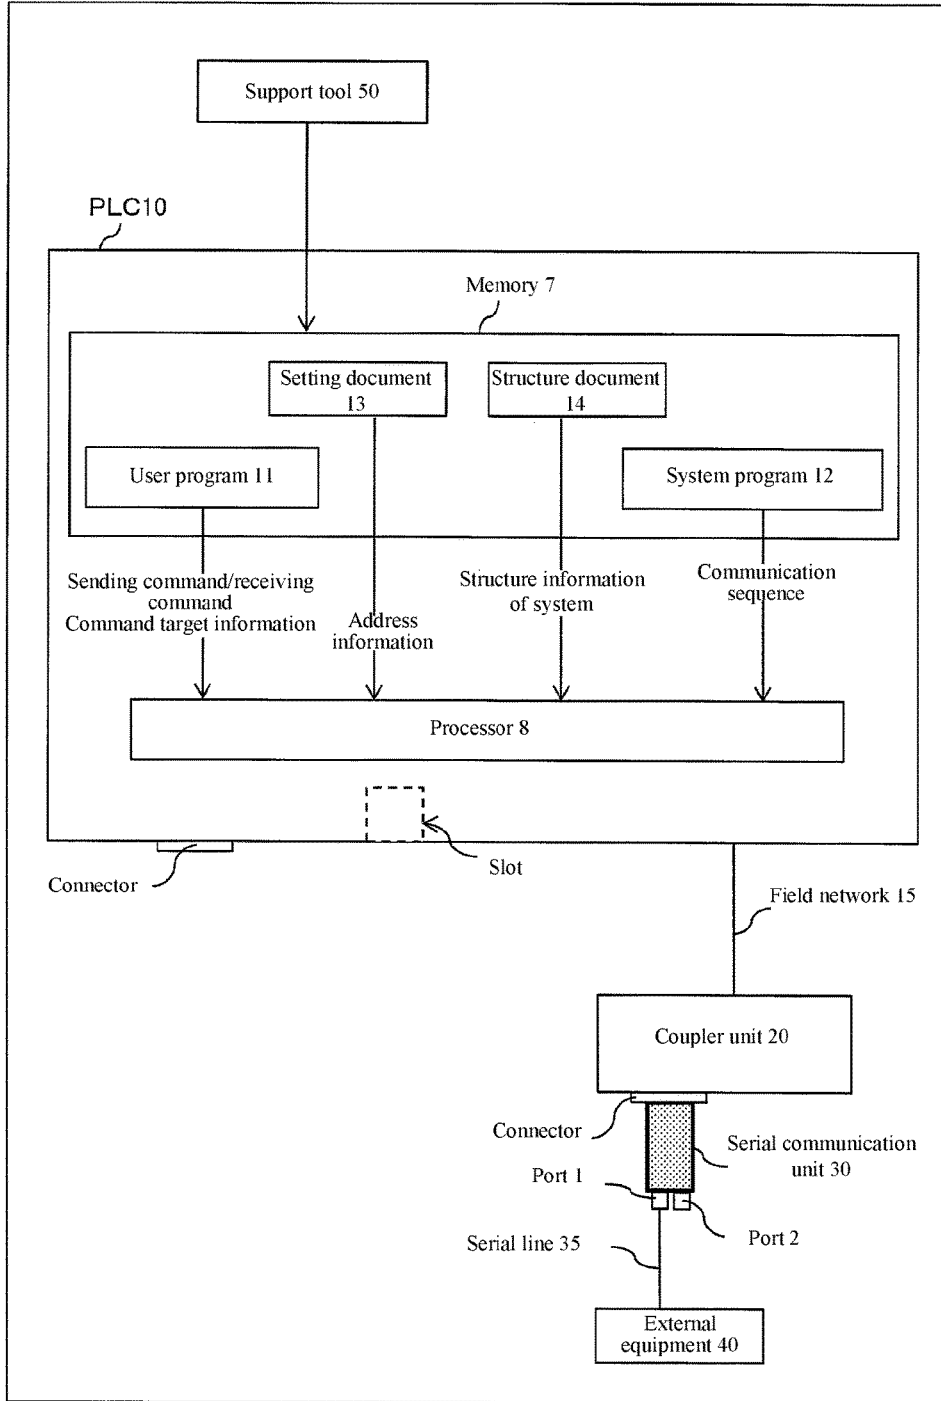 Support tool 50
PLC10
Memory 7
Setting document
13
Structure document
14
User program 11
System program 12
Sending command/receiving
command
Command target information
Address
information
Structure information
of system
Communication
sequence
Processor 8
Connector
Slot
Field network 15
Coupler unit 20
Connector
Serial communication
unit 30
Port 1
Port 2
Serial line 35
External
equipment 40